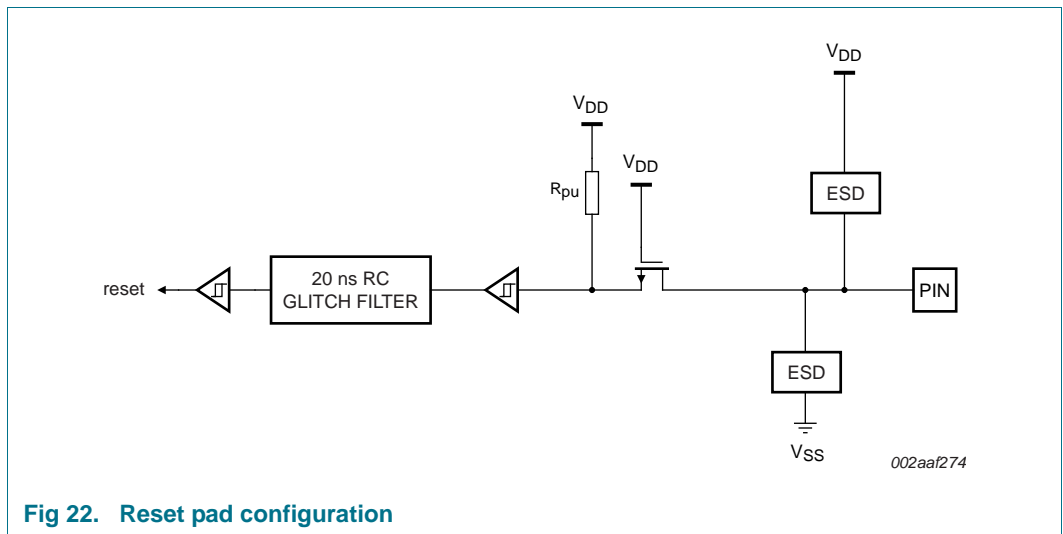 VDD
VDD
VDD
Rpu
ESD
reset
20 ns RC
GLITCH FILTER
PIN
ESD
VSS
002aaf274
Fig 22. Reset pad configuration